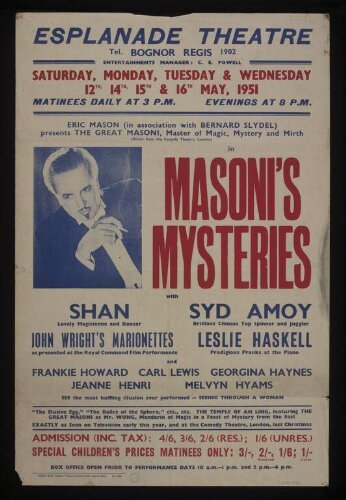 ESPLANADE THEATRE
Tel. BOGNOR REGIS 1902
ENTERTAINMENTS MANAGER: C. E. POWELL
SATURDAY, MONDAY, TUESDAY & WEDNESDAY
12TH, 14TH, 15TH & 16TH MAY, 1951
MATINEES DAILY AT 3 P.M. EVENINGS AT 8 P.M.
ERIC MASON (in association with BERNARD SLYDEL)
presents THE GREAT MASONI, Master of Magic, Mystery and Mirth
(Direct from the Comedy Theatre, London)
in
MASONI'S
MYSTERIES
with
SHAN
Lovely Magicienne and Dancer
SYD AMOY
Brilliant Chinese Top Spinner and Juggler
JOHN WRIGHT'S MARIONETTES
as presented at the Royal Command Film Performance
LESLIE HASKELL
Prodigious Pranks at the Piano
and
FRANKIE HOWARD CARL LEWIS GEORGINA HAYNES
JEANNE HENRI MELVYN HYAMS
SEE the most baffling illusion ever performed - SEEING THROUGH A WOMAN
"The Elusive Egg," "The Ballet of the Sphere," etc., etc. THE TEMPLE OF AH LING, featuring THE
GREAT MASONI as Mr. WONG, Mandarin of Magic in a Feast of Mystery from the East
EXACTLY as Seen on Television early this year, and at the Comedy Theatre, London, last Christmas
ADMISSION (INC. TAX): 4/6, 3/6, 2/6 (RES.); 1/6 (UNRES.)
SPECIAL CHILDREN'S PRICES MATINEES ONLY: 3/-, 2/-, 1/6; 1/-
Reserved Unres.
BOX OFFICE OPEN PRIOR TO PERFORMANCE DAYS 10 a.m.-1 p.m. and 2 p.m.-6 p.m.